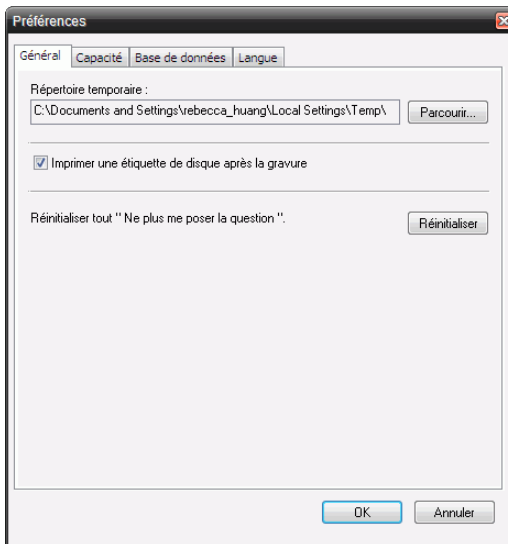 Préférences
Général Capacité Base de données Langue
Répertoire temporaire :
C:\Documents and Settings\rebecca_huang\Local Settings\Temp\ Parcourir...
Imprimer une étiquette de disque après la gravure
Réinitialiser tout " Ne plus me poser la question ". Réinitialiser
OK Annuler